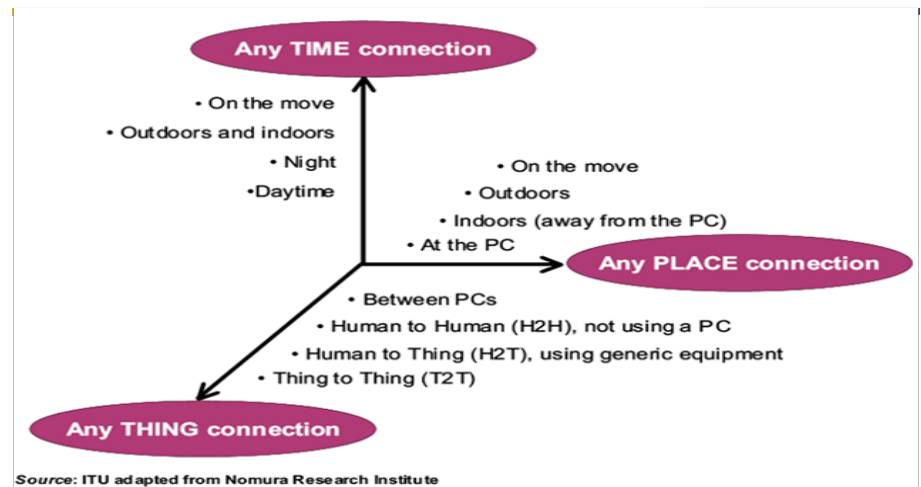 Any TIME connection
• On the move
• Outdoors and indoors
• Night
•Daytime
• On the move
• Outdoors
• Indoors (away from the PC)
• At the PC
Any PLACE connection
• Between PCs
• Human to Human (H2H), not using a PC
• Human to Thing (H2T), using generic equipment
• Thing to Thing (T2T)
Any THING connection
Source: ITU adapted from Nomura Research Institute